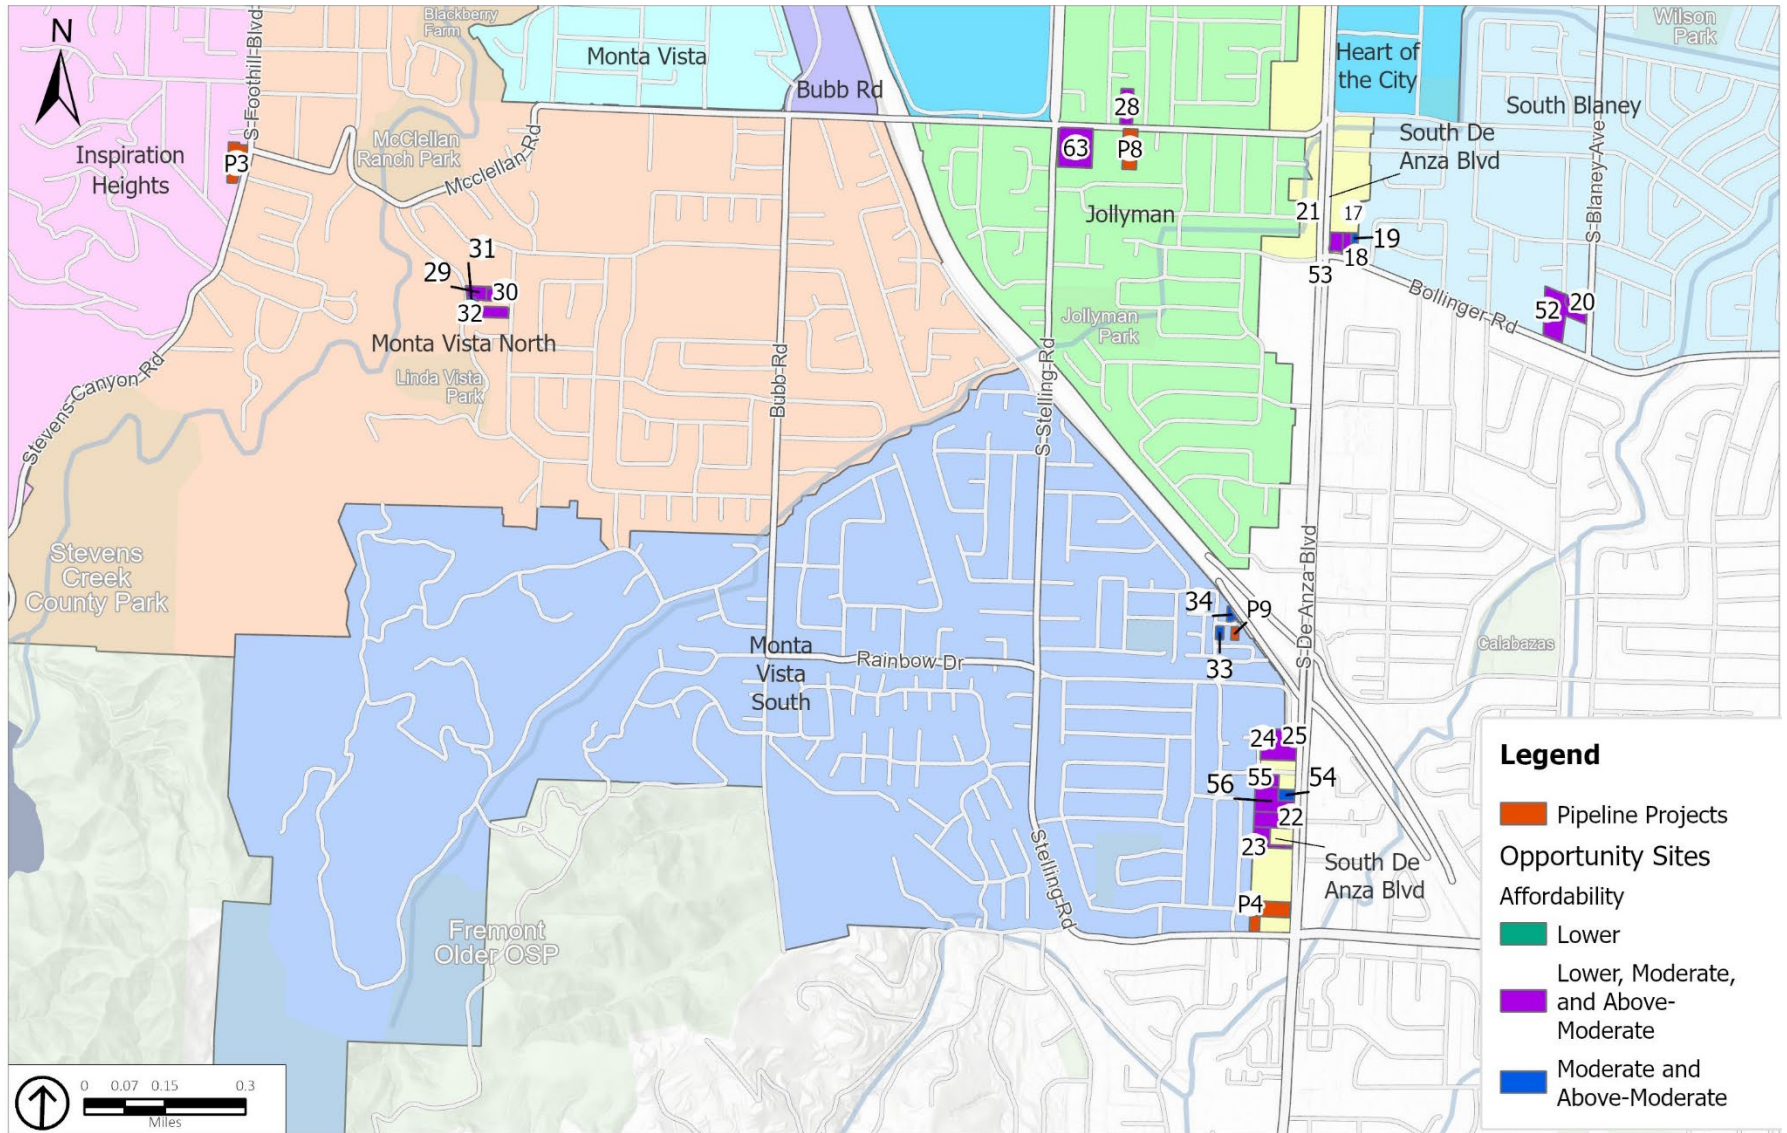 N
S Foothill Blvd
Blackberry
Farm
Monta Vista
Bubb Rd
Heart of
the City
Wilson
Park
South Blaney
28
S Blaney Ave
South De
Anza Blvd
McClellan
Ranch Park
Mcclellan Rd
63
P8
Inspiration
Heights
P3
Jollyman
21
17
19
18
53
31
29
30
32
Bollinger Rd
52
20
Jollyman
Park
Monta Vista North
Linda Vista
Park
Stevens Canyon Rd
Bubb Rd
S Stelling Rd
Stevens
Creek
County Park
S De Anza Blvd
34
P9
33
Calabazas
Monta
Vista
South
Rainbow Dr
24
25
56
55
54
22
23
South De
Anza Blvd
Stelling Rd
P4
Fremont
Older OSP
Legend
Pipeline Projects
Opportunity Sites
Affordability
Lower
Lower, Moderate,
and Above-
Moderate
Moderate and
Above-Moderate
0 0.07 0.15 0.3
Miles